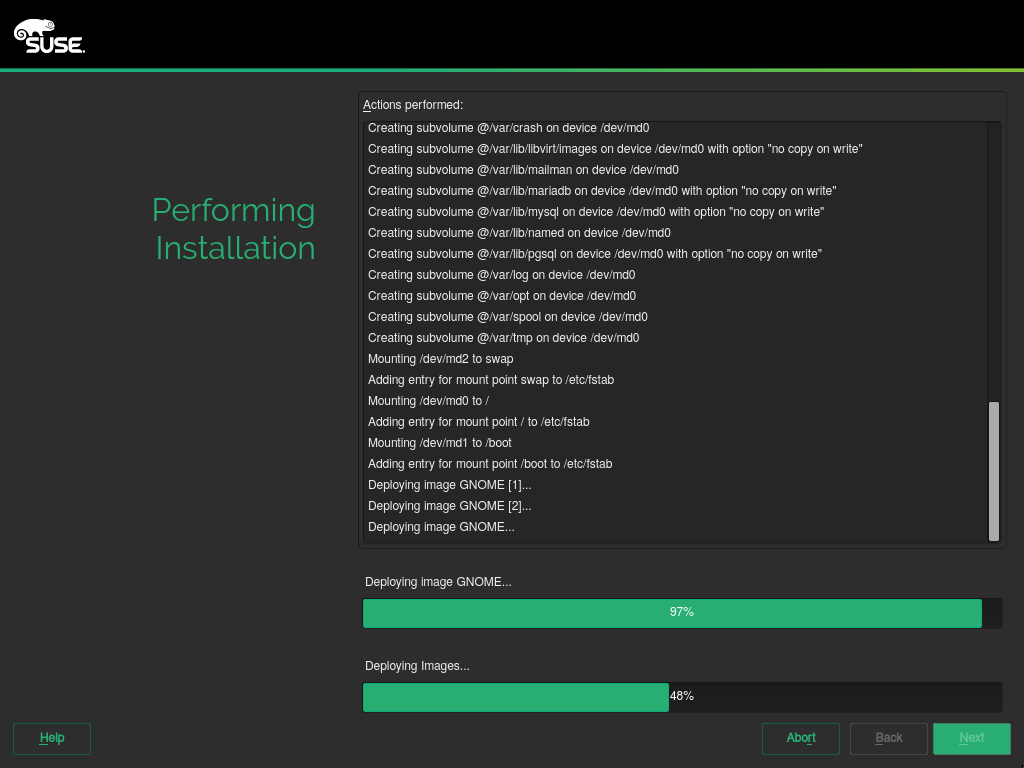 SUSE.
Performing
Installation
Actions performed:
Creating subvolume @/var/crash on device /dev/md0
Creating subvolume @/var/lib/libvirt/images on device /dev/md0 with option "no copy on write"
Creating subvolume @/var/lib/mailman on device /dev/md0
Creating subvolume @/var/lib/mariadb on device /dev/md0 with option "no copy on write"
Creating subvolume @/var/lib/mysql on device /dev/md0 with option "no copy on write"
Creating subvolume @/var/lib/named on device /dev/md0
Creating subvolume @/var/lib/pgsql on device /dev/md0 with option "no copy on write"
Creating subvolume @/var/log on device /dev/md0
Creating subvolume @/var/opt on device /dev/md0
Creating subvolume @/var/spool on device /dev/md0
Creating subvolume @/var/tmp on device /dev/md0
Mounting /dev/md2 to swap
Adding entry for mount point swap to /etc/fstab
Mounting /dev/md0 to /
Adding entry for mount point / to /etc/fstab
Mounting /dev/md1 to /boot
Adding entry for mount point /boot to /etc/fstab
Deploying image GNOME [1]...
Deploying image GNOME [2]...
Deploying image GNOME...
Deploying image GNOME...
97%
Deploying Images...
48%
Help
Abort
Back
Next